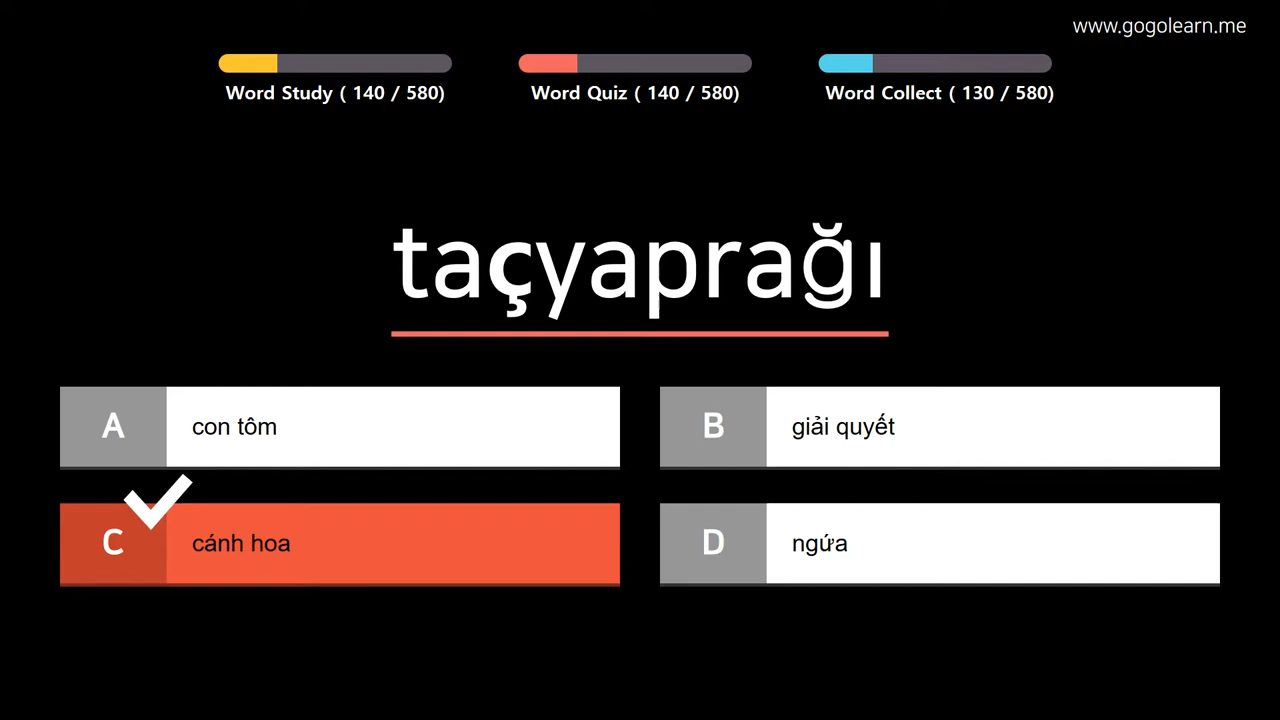 www.gogolearn.me
Word Study ( 140 / 580)
Word Quiz ( 140 / 580)
Word Collect ( 130 / 580)
taçyaprağı
A con tôm
B giải quyết
C cánh hoa
D ngứa